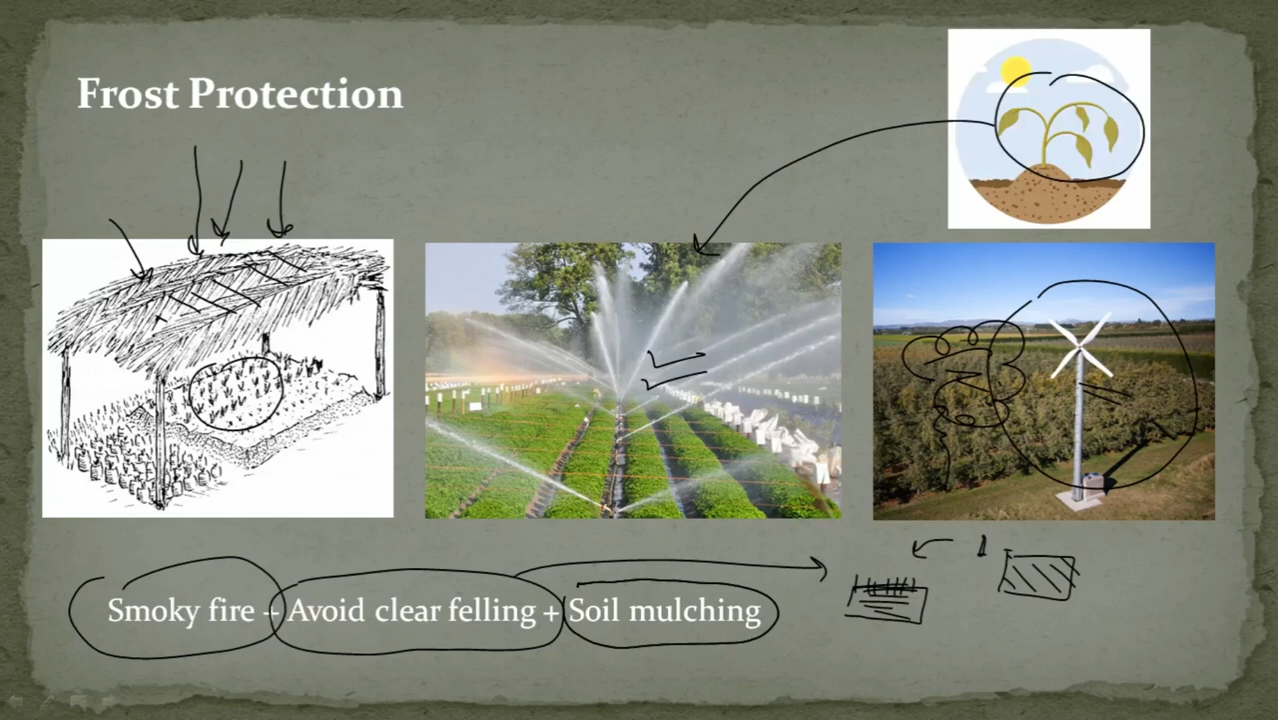 Frost Protection
Smoky fire + Avoid clear felling + Soil mulching